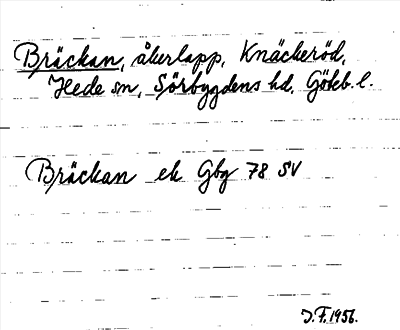 Bräckan, åkerlapp, Knäckeröd,
Hede sn, Sörbygdens hd, Gökb. l.
Bräckan ek Gbg 78 SV
J.F. 1956.